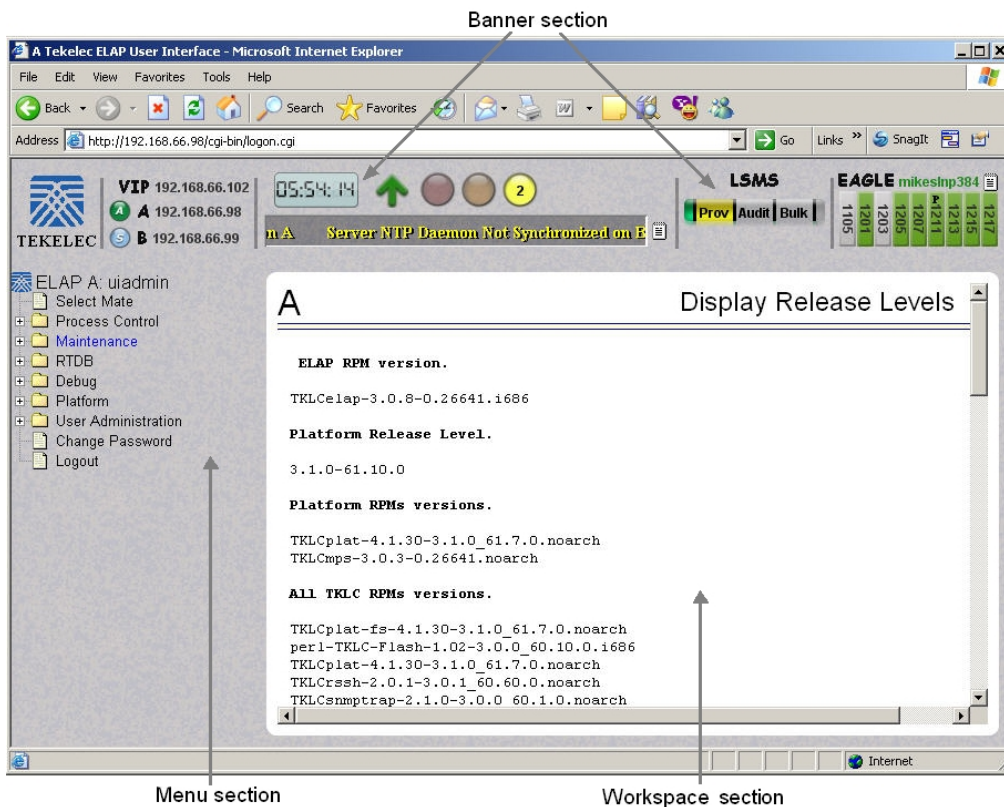 Banner section
A Tekelec ELAP User Interface - Microsoft Internet Explorer
File Edit View Favorites Tools Help
Back Search Favorites
Address http://192.168.66.98/cgi-bin/logon.cgi Go Links » SnagIt
TEKELEC
VIP 192.168.66.102
A A 192.168.66.98
S B 192.168.66.99
05:54:14 2
n A Server NTP Daemon Not Synchronized on E
LSMS
Prov Audit Bulk
EAGLE mikeslnp384
1105 1201 1203 1205 1207 P 1211 1213 1215 1217
ELAP A: uiadmin
Select Mate
Process Control
Maintenance
RTDB
Debug
Platform
User Administration
Change Password
Logout
A Display Release Levels
ELAP RPM version.
TKLCelap-3.0.8-0.26641.i686
Platform Release Level.
3.1.0-61.10.0
Platform RPMs versions.
TKLCplat-4.1.30-3.1.0_61.7.0.noarch
TKLCmps-3.0.3-0.26641.noarch
All TKLC RPMs versions.
TKLCplat-fs-4.1.30-3.1.0_61.7.0.noarch
perl-TKLC-Flash-1.02-3.0.0_60.10.0.i686
TKLCplat-4.1.30-3.1.0_61.7.0.noarch
TKLCrssh-2.0.1-3.0.1_60.60.0.noarch
TKLCsnmptrap-2.1.0-3.0.0_60.1.0.noarch
Internet
Menu section
Workspace section